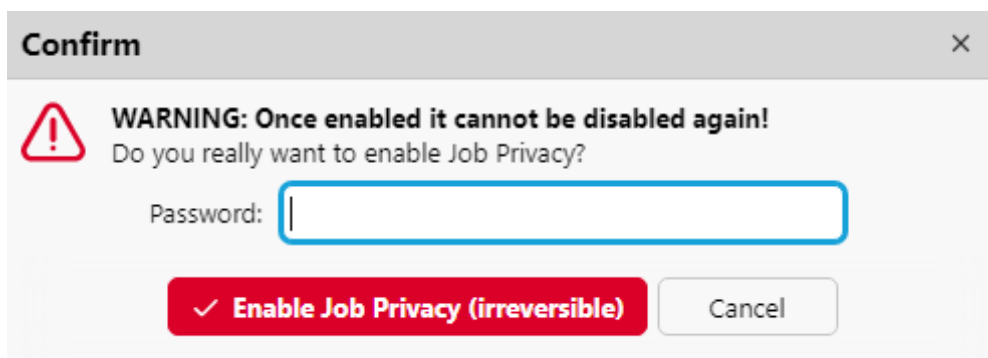 Confirm
WARNING: Once enabled it cannot be disabled again!
Do you really want to enable Job Privacy?
Password:
Enable Job Privacy (irreversible)
Cancel